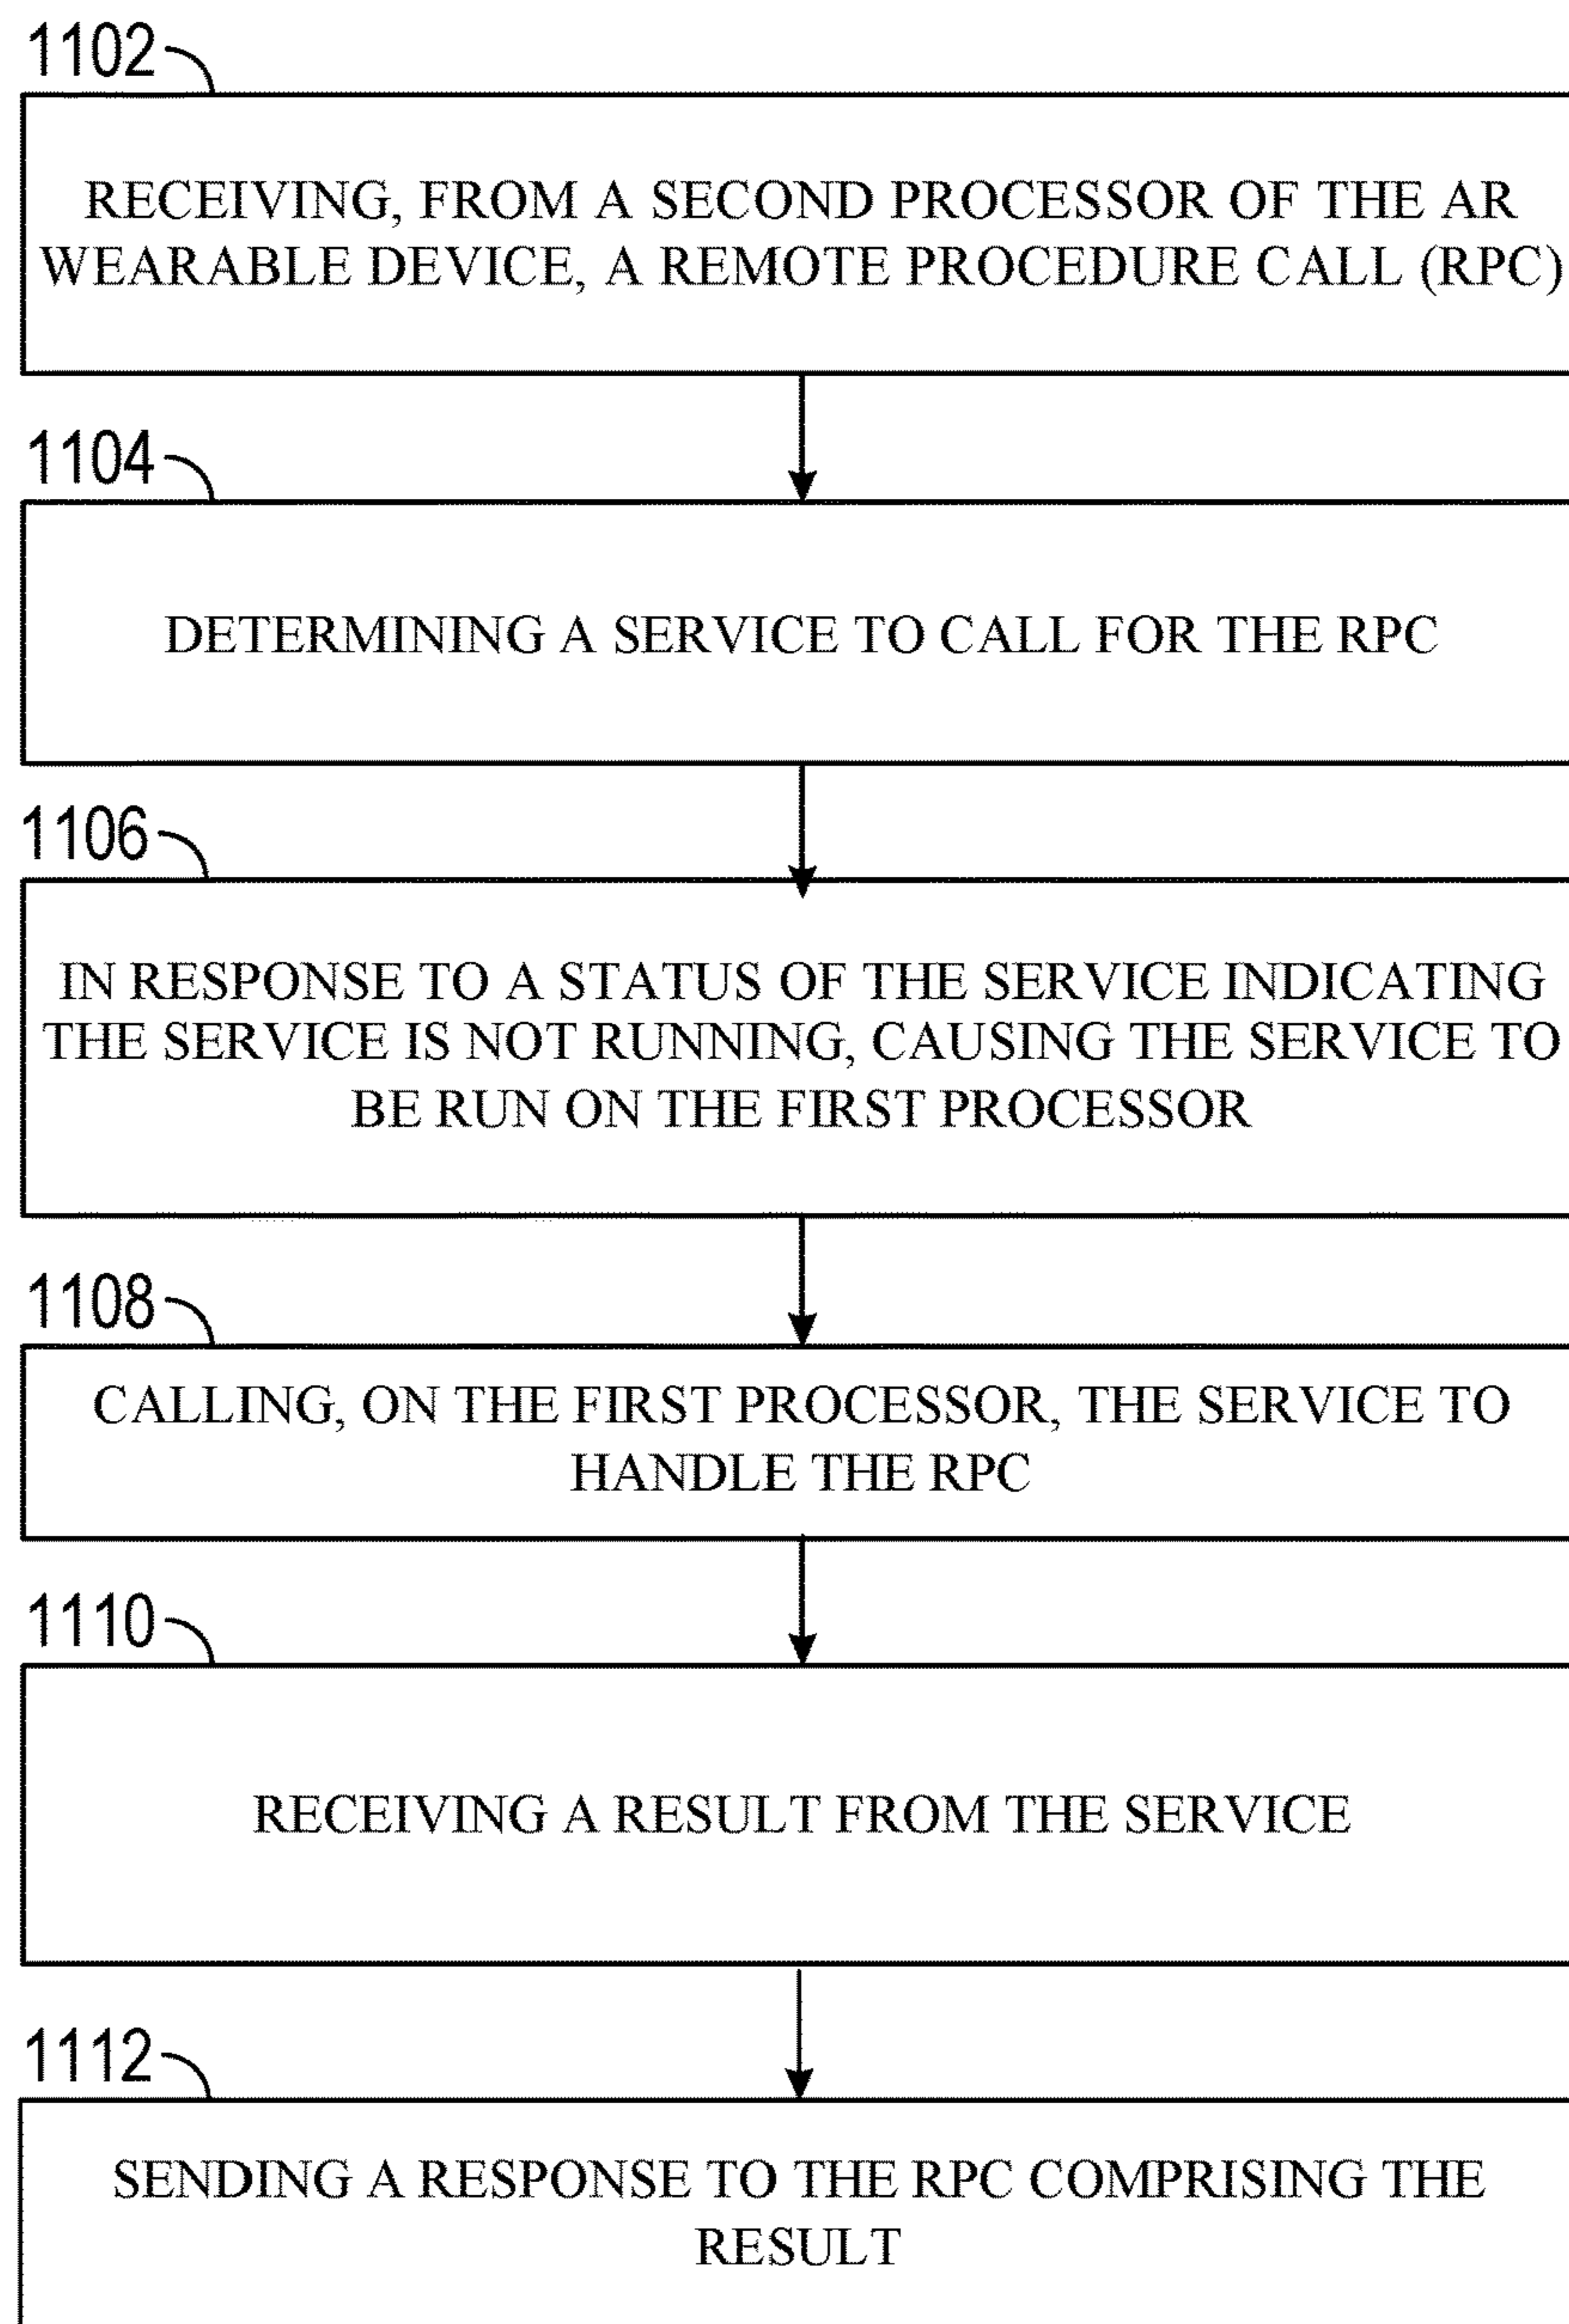 1102
RECEIVING, FROM A SECOND PROCESSOR OF THE AR
WEARABLE DEVICE, A REMOTE PROCEDURE CALL (RPC)
1104
DETERMINING A SERVICE TO CALL FOR THE RPC
1106
IN RESPONSE TO A STATUS OF THE SERVICE INDICATING
THE SERVICE IS NOT RUNNING, CAUSING THE SERVICE TO
BE RUN ON THE FIRST PROCESSOR
1108
CALLING, ON THE FIRST PROCESSOR, THE SERVICE TO
HANDLE THE RPC
1110
RECEIVING A RESULT FROM THE SERVICE
1112
SENDING A RESPONSE TO THE RPC COMPRISING THE
RESULT